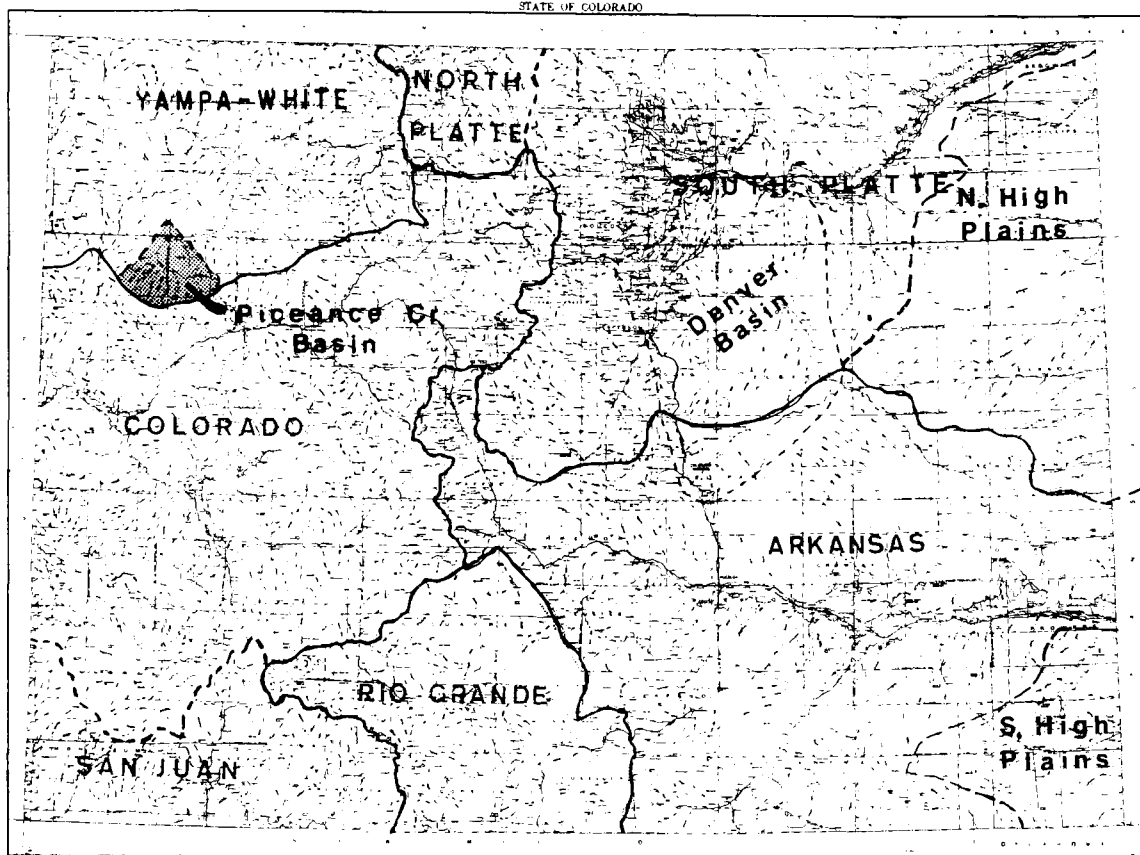 STATE OF COLORADO
YAMPA-WHITE
NORTH
PLATTE
SOUTH PLATTE
N. High
Plains
Denver
Basin
Piceance Cr
Basin
COLORADO
ARKANSAS
RIO GRANDE
SAN JUAN
S. High
Plains